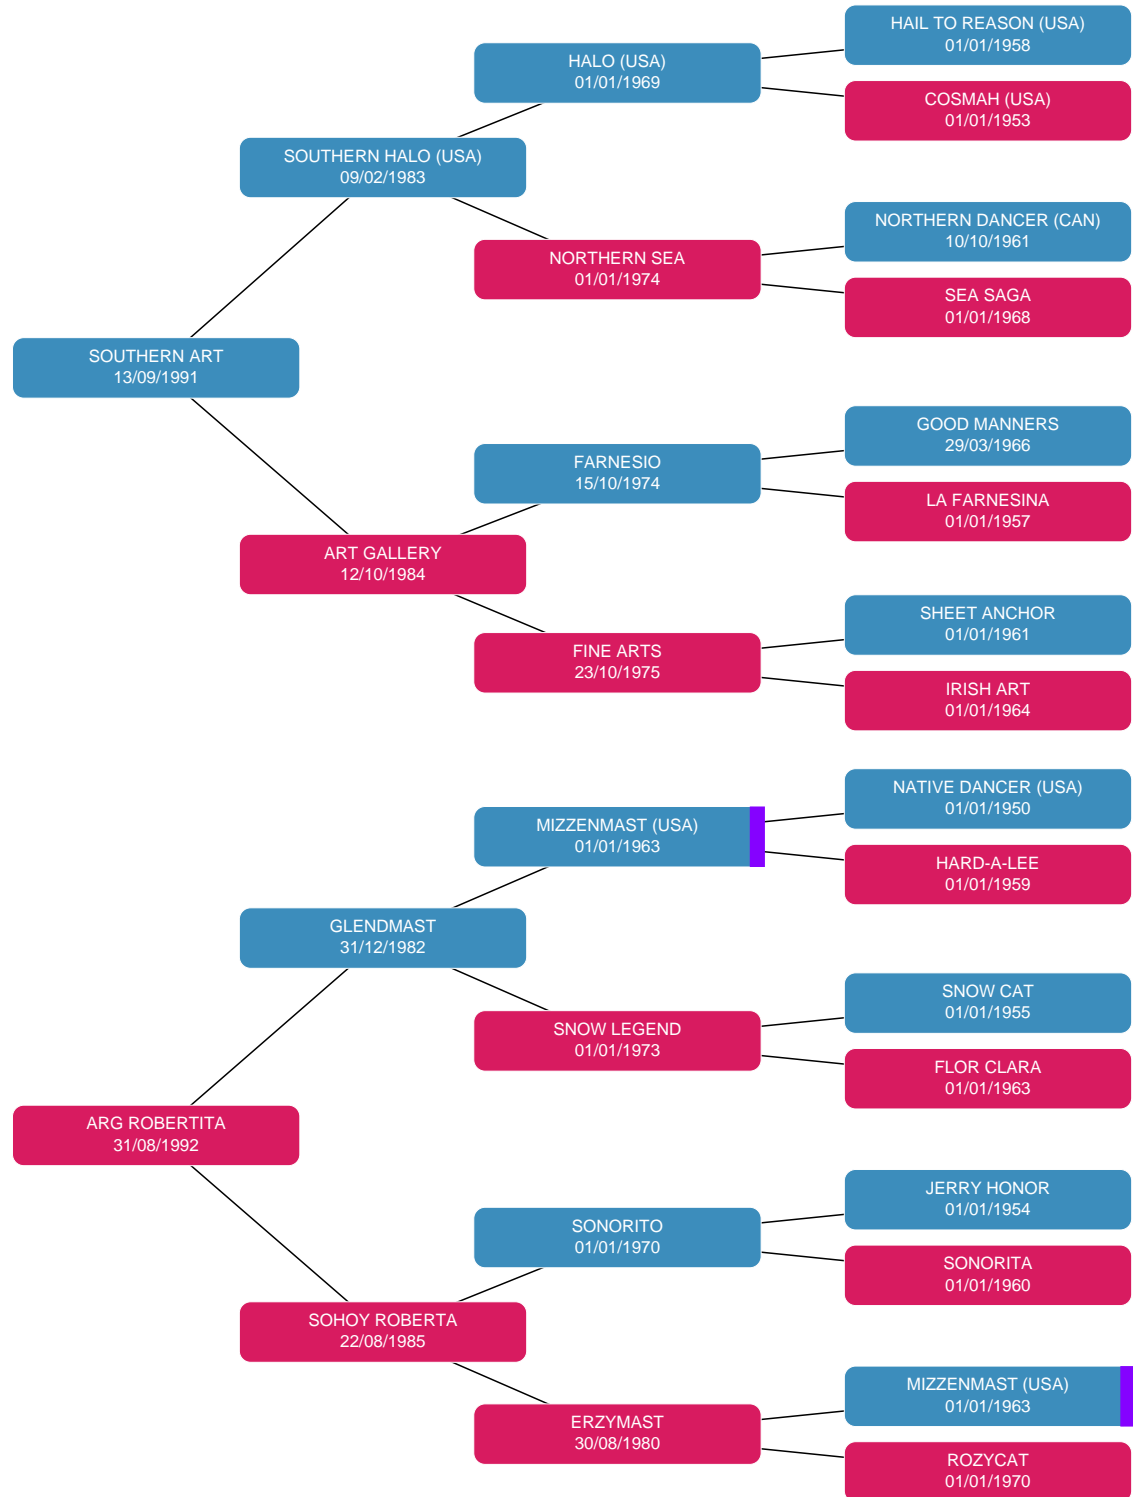 HAIL TO REASON (USA)
01/01/1958
HALO (USA)
01/01/1969
COSMAH (USA)
01/01/1953
SOUTHERN HALO (USA)
09/02/1983
NORTHERN DANCER (CAN)
10/10/1961
NORTHERN SEA
01/01/1974
SEA SAGA
01/01/1968
SOUTHERN ART
13/09/1991
GOOD MANNERS
29/03/1966
FARNESIO
15/10/1974
LA FARNESINA
01/01/1957
ART GALLERY
12/10/1984
SHEET ANCHOR
01/01/1961
FINE ARTS
23/10/1975
IRISH ART
01/01/1964
NATIVE DANCER (USA)
01/01/1950
MIZZENMAST (USA)
01/01/1963
HARD-A-LEE
01/01/1959
GLENDMAST
31/12/1982
SNOW CAT
01/01/1955
SNOW LEGEND
01/01/1973
FLOR CLARA
01/01/1963
ARG ROBERTITA
31/08/1992
JERRY HONOR
01/01/1954
SONORITO
01/01/1970
SONORITA
01/01/1960
SOHOY ROBERTA
22/08/1985
MIZZENMAST (USA)
01/01/1963
ERZYMAST
30/08/1980
ROZYCAT
01/01/1970